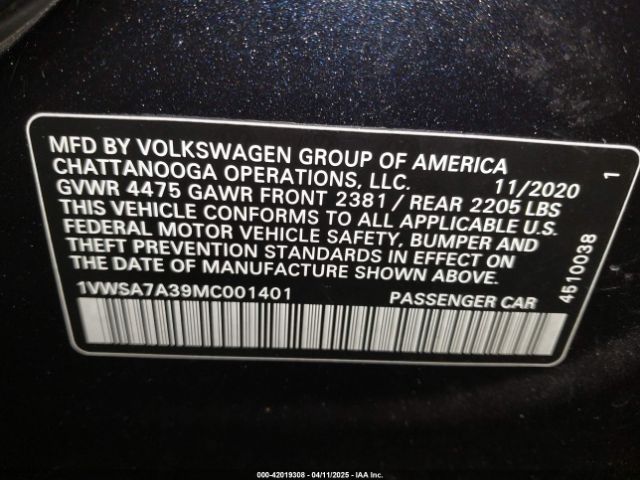 MFD BY VOLKSWAGEN GROUP OF AMERICA
CHATTANOOGA OPERATIONS, LLC. 11/2020
GVWR 4475 GAWR FRONT 2381 / REAR 2205 LBS
THIS VEHICLE CONFORMS TO ALL APPLICABLE U.S.
FEDERAL MOTOR VEHICLE SAFETY, BUMPER AND
THEFT PREVENTION STANDARDS IN EFFECT ON
THE DATE OF MANUFACTURE SHOWN ABOVE.
1VWSA7A39MC001401 PASSENGER CAR
4510038 1
000-42019308 - 04/11/2025 - IAA Inc.